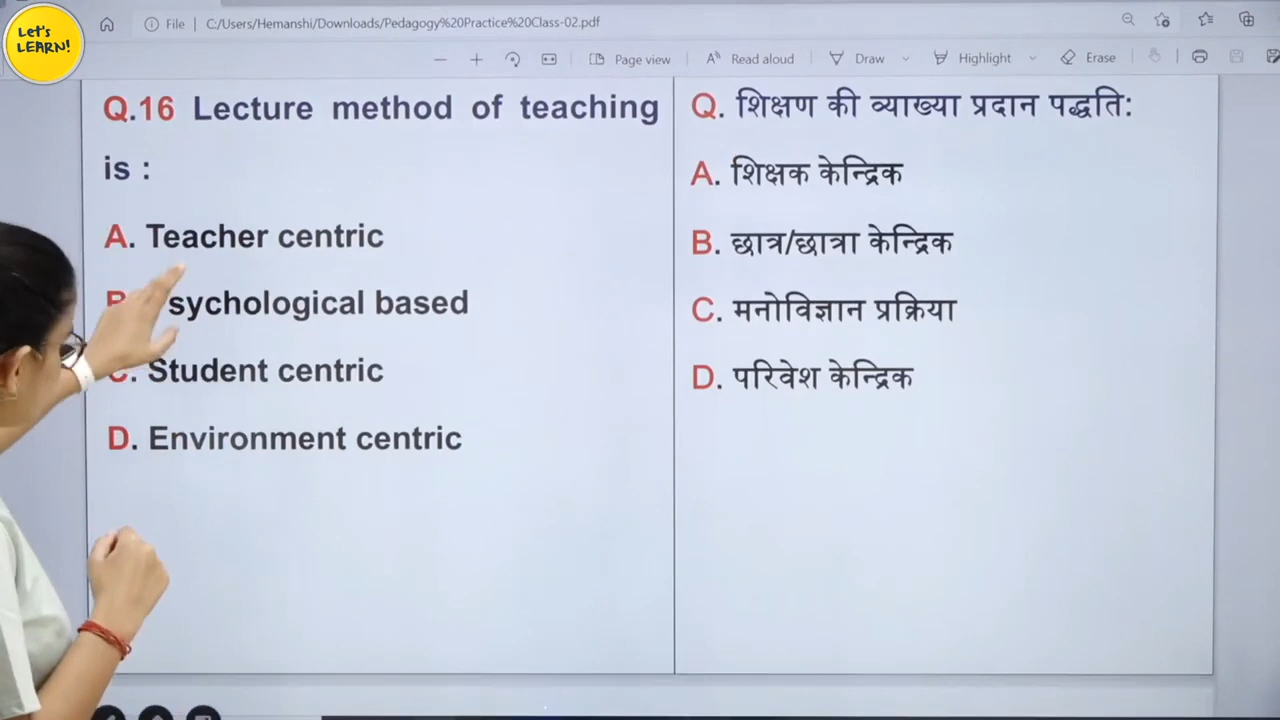 Let's
LEARN!
File
C:/Users/Hemanshi/Downloads/Pedagogy%20Practice%20Class-02.pdf
Page view
Read aloud
Draw
Highlight
Erase
Q.16 Lecture method of teaching
is :
A. Teacher centric
B. sychological based
C. Student centric
D. Environment centric
Q. शिक्षण की व्याख्या प्रदान पद्धति:
A. शिक्षक केन्द्रिक
B. छात्र/छात्रा केन्द्रिक
C. मनोविज्ञान प्रक्रिया
D. परिवेश केन्द्रिक